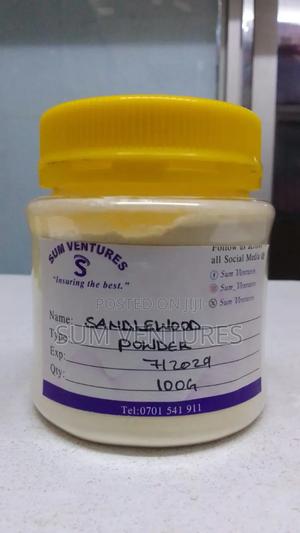 SUM VENTURES
S
"Insuring the best."
Follow us
all Social Media @
Sum Ventures
Sum_Ventures
Sum Ventures
POSTED ON JIJI
SUM VENTURES
Name: SANDLEWOOD
Type: POWDER
Exp: 7/2029
Qty: 100G
Tel:0701 541 911